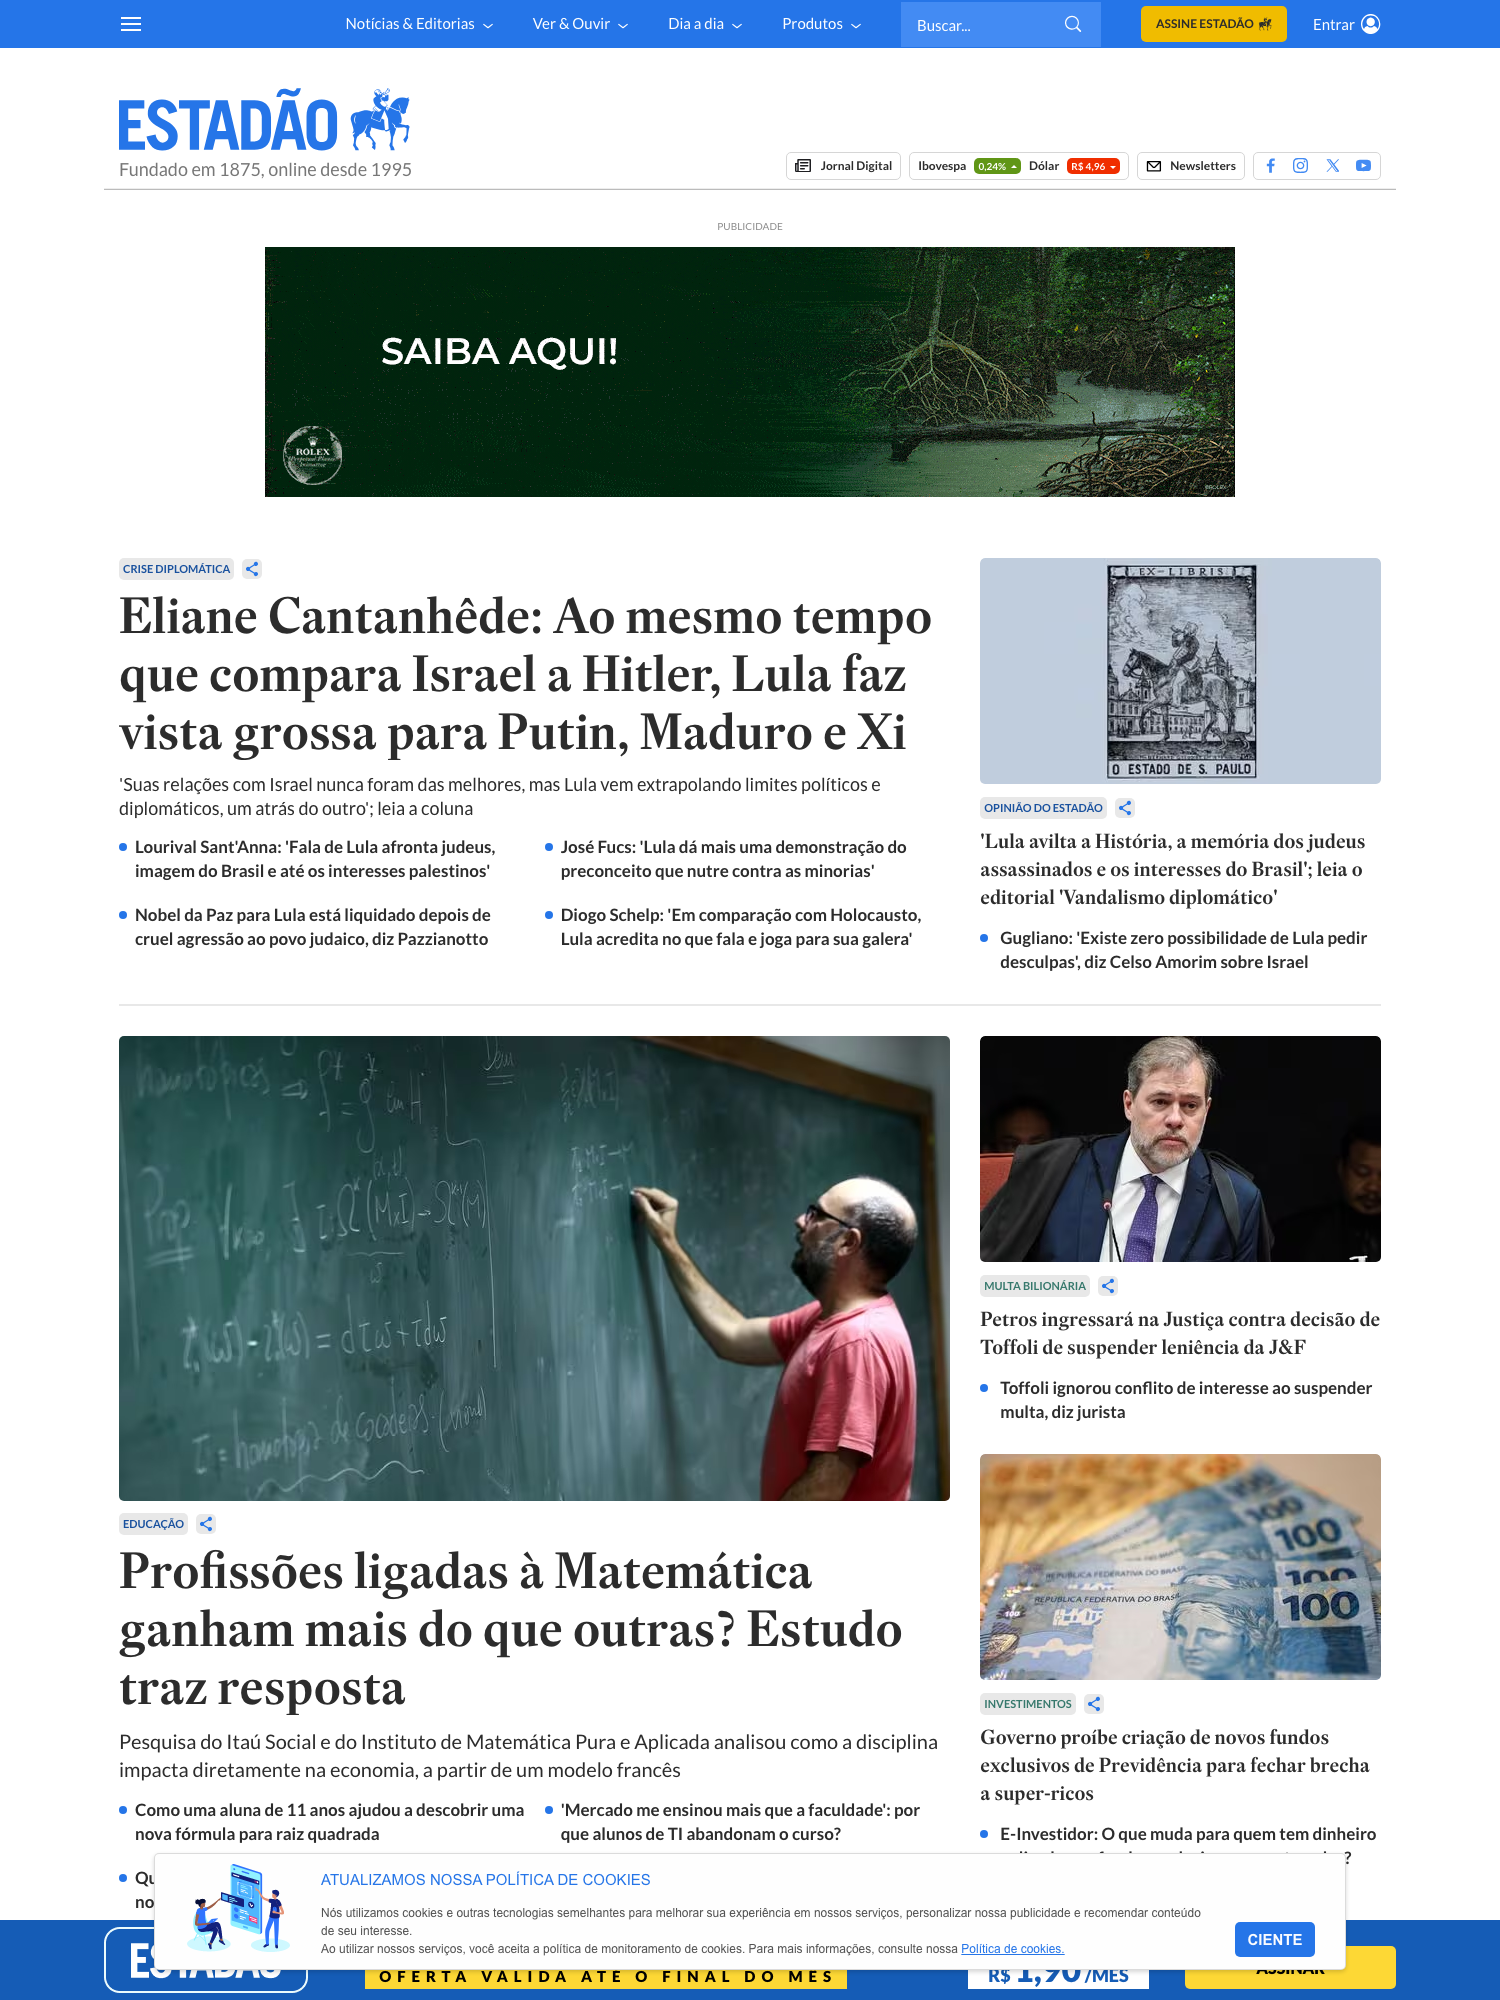 Notícias & Editorias
Ver & Ouvir
Dia a dia
Produtos
Buscar...
ASSINE ESTADÃO
Entrar
ESTADÃO
Fundado em 1875, online desde 1995
Jornal Digital
Ibovespa 0,24% Dólar R$ 4,96
Newsletters
PUBLICIDADE
SAIBA AQUI!
ROLEX
CRISE DIPLOMÁTICA
Eliane Cantanhêde: Ao mesmo tempo
que compara Israel a Hitler, Lula faz
vista grossa para Putin, Maduro e Xi
'Suas relações com Israel nunca foram das melhores, mas Lula vem extrapolando limites políticos e
diplomáticos, um atrás do outro'; leia a coluna
Lourival Sant'Anna: 'Fala de Lula afronta judeus,
imagem do Brasil e até os interesses palestinos'
José Fucs: 'Lula dá mais uma demonstração do
preconceito que nutre contra as minorias'
Nobel da Paz para Lula está liquidado depois de
cruel agressão ao povo judaico, diz Pazzianotto
Diogo Schelp: 'Em comparação com Holocausto,
Lula acredita no que fala e joga para sua galera'
EX-LIBRIS
O ESTADO DE S. PAULO
OPINIÃO DO ESTADÃO
'Lula avilta a História, a memória dos judeus
assassinados e os interesses do Brasil'; leia o
editorial 'Vandalismo diplomático'
Gugliano: 'Existe zero possibilidade de Lula pedir
desculpas', diz Celso Amorim sobre Israel
EDUCAÇÃO
Profissões ligadas à Matemática
ganham mais do que outras? Estudo
traz resposta
Pesquisa do Itaú Social e do Instituto de Matemática Pura e Aplicada analisou como a disciplina
impacta diretamente na economia, a partir de um modelo francês
Como uma aluna de 11 anos ajudou a descobrir uma
nova fórmula para raiz quadrada
'Mercado me ensinou mais que a faculdade': por
que alunos de TI abandonam o curso?
MULTA BILIONÁRIA
Petros ingressará na Justiça contra decisão de
Toffoli de suspender leniência da J&F
Toffoli ignorou conflito de interesse ao suspender
multa, diz jurista
100
100
REPUBLICA FEDERATIVA DO BRASIL
REPUBLICA FEDERATIVA DO BRASIL
100
100
INVESTIMENTOS
Governo proíbe criação de novos fundos
exclusivos de Previdência para fechar brecha
a super-ricos
E-Investidor: O que muda para quem tem dinheiro
ATUALIZAMOS NOSSA POLÍTICA DE COOKIES
Nós utilizamos cookies e outras tecnologias semelhantes para melhorar sua experiência em nossos serviços, personalizar nossa publicidade e recomendar conteúdo
de seu interesse.
Ao utilizar nossos serviços, você aceita a política de monitoramento de cookies. Para mais informações, consulte nossa Política de cookies.
CIENTE
ESTADÃO
OFERTA VÁLIDA ATÉ O FINAL DO MÊS
R$ 1,90/MÊS
ASSINAR